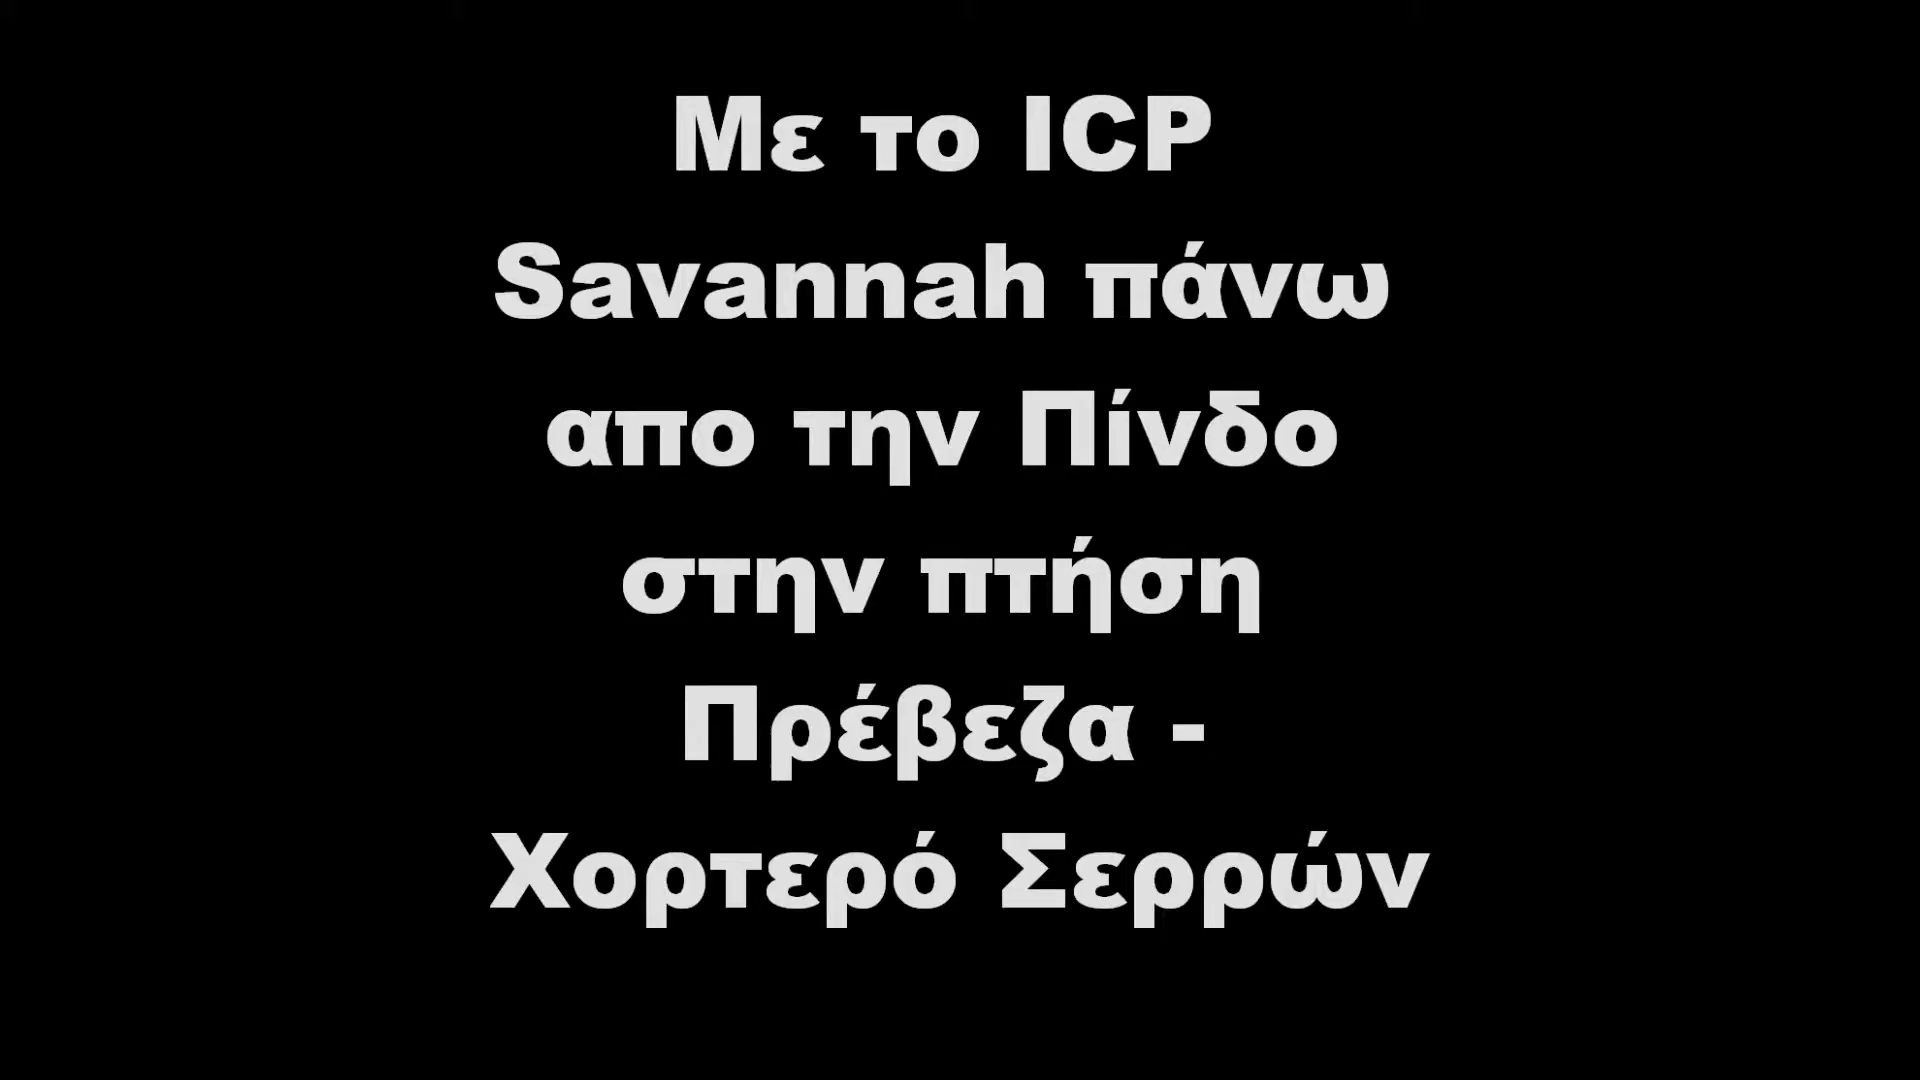 Με το ICP
Savannah πάνω
απο την Πίνδο
στην πτήση
Πρέβεζα -
Χορτερό Σερρών